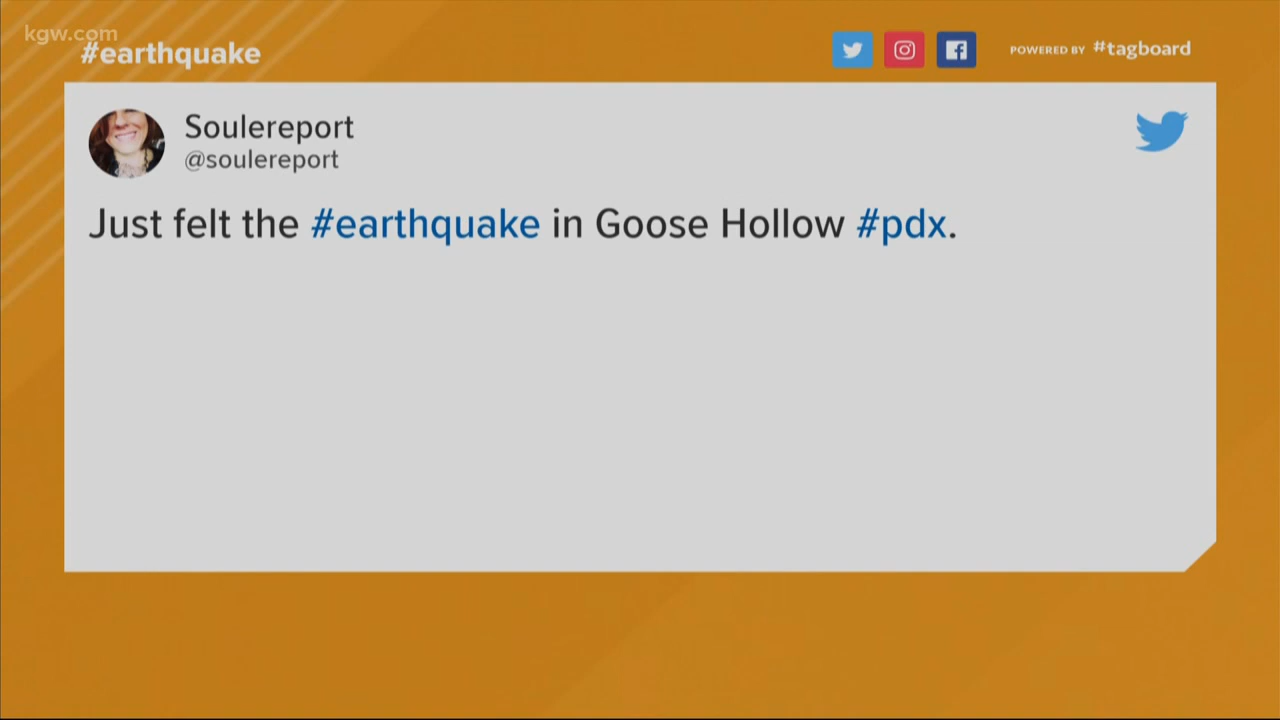 kgw.com
#earthquake
POWERED BY #tagboard
Soulereport
@soulereport
Just felt the #earthquake in Goose Hollow #pdx.